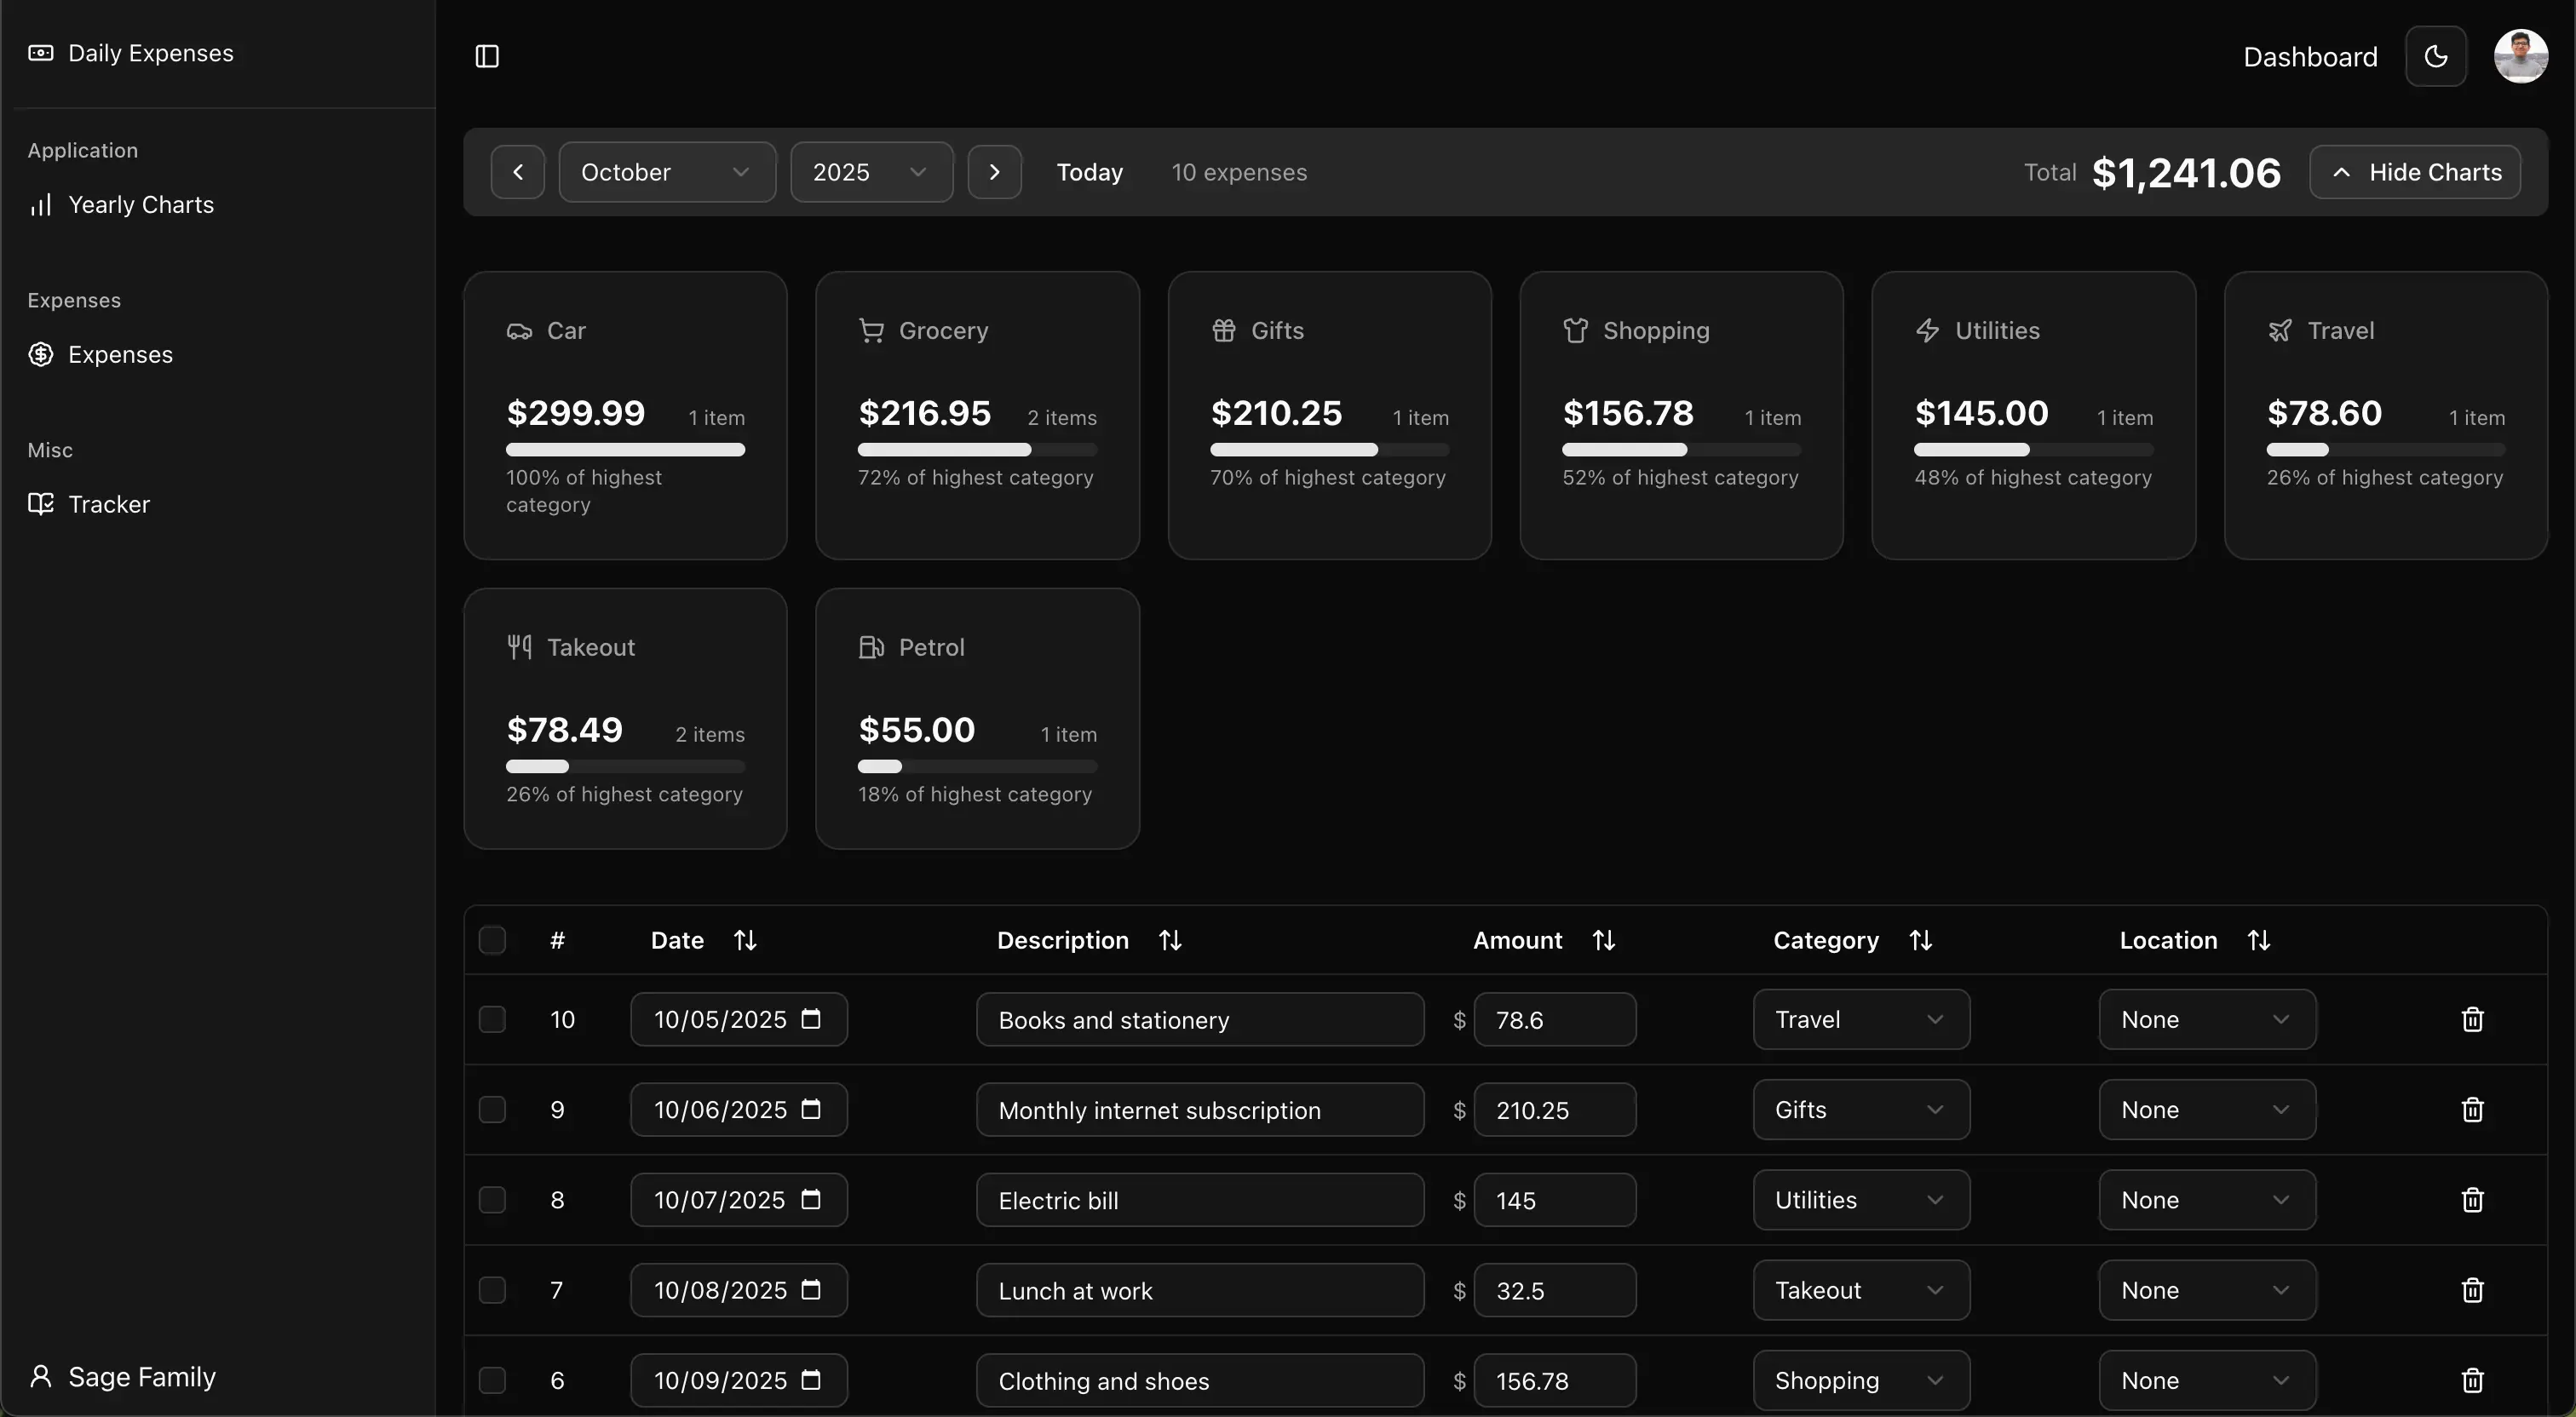 Daily Expenses
Application
Yearly Charts
Expenses
Expenses
Misc
Tracker
Sage Family
Dashboard
October 2025 Today 10 expenses Total $1,241.06 Hide Charts
Car
$299.99 1 item
100% of highest
category
Grocery
$216.95 2 items
72% of highest category
Gifts
$210.25 1 item
70% of highest category
Shopping
$156.78 1 item
52% of highest category
Utilities
$145.00 1 item
48% of highest category
Travel
$78.60 1 item
26% of highest category
Takeout
$78.49 2 items
26% of highest category
Petrol
$55.00 1 item
18% of highest category
# Date Description Amount Category Location
10 10/05/2025 Books and stationery $ 78.6 Travel None
9 10/06/2025 Monthly internet subscription $ 210.25 Gifts None
8 10/07/2025 Electric bill $ 145 Utilities None
7 10/08/2025 Lunch at work $ 32.5 Takeout None
6 10/09/2025 Clothing and shoes $ 156.78 Shopping None